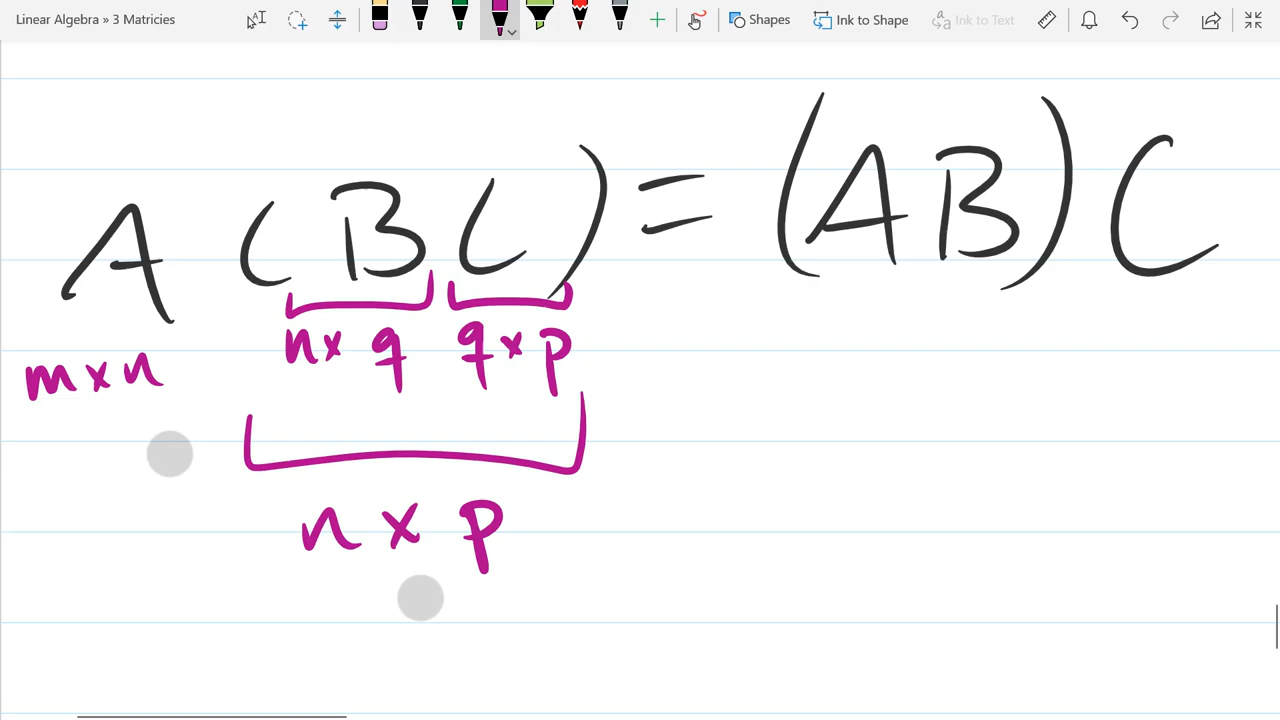 Linear Algebra » 3 Matricies
Shapes
Ink to Shape
Ink to Text
A (BC) = (AB) C
m x n
n x q
q x p
n x p